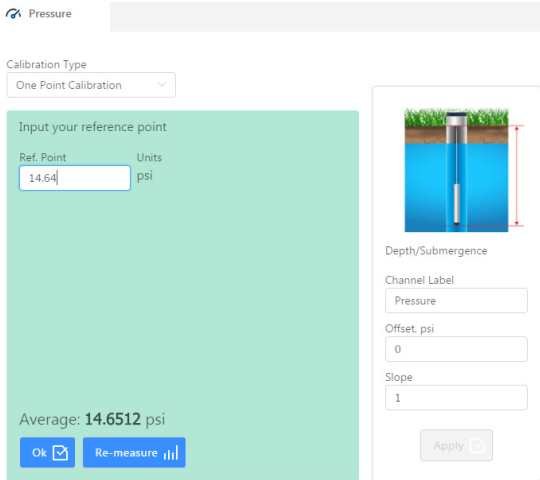 Pressure
Calibration Type
One Point Calibration
Input your reference point
Ref. Point Units
14.64 psi
Average: 14.6512 psi
Ok Re-measure
Depth/Submergence
Channel Label
Pressure
Offset, psi
0
Slope
1
Apply